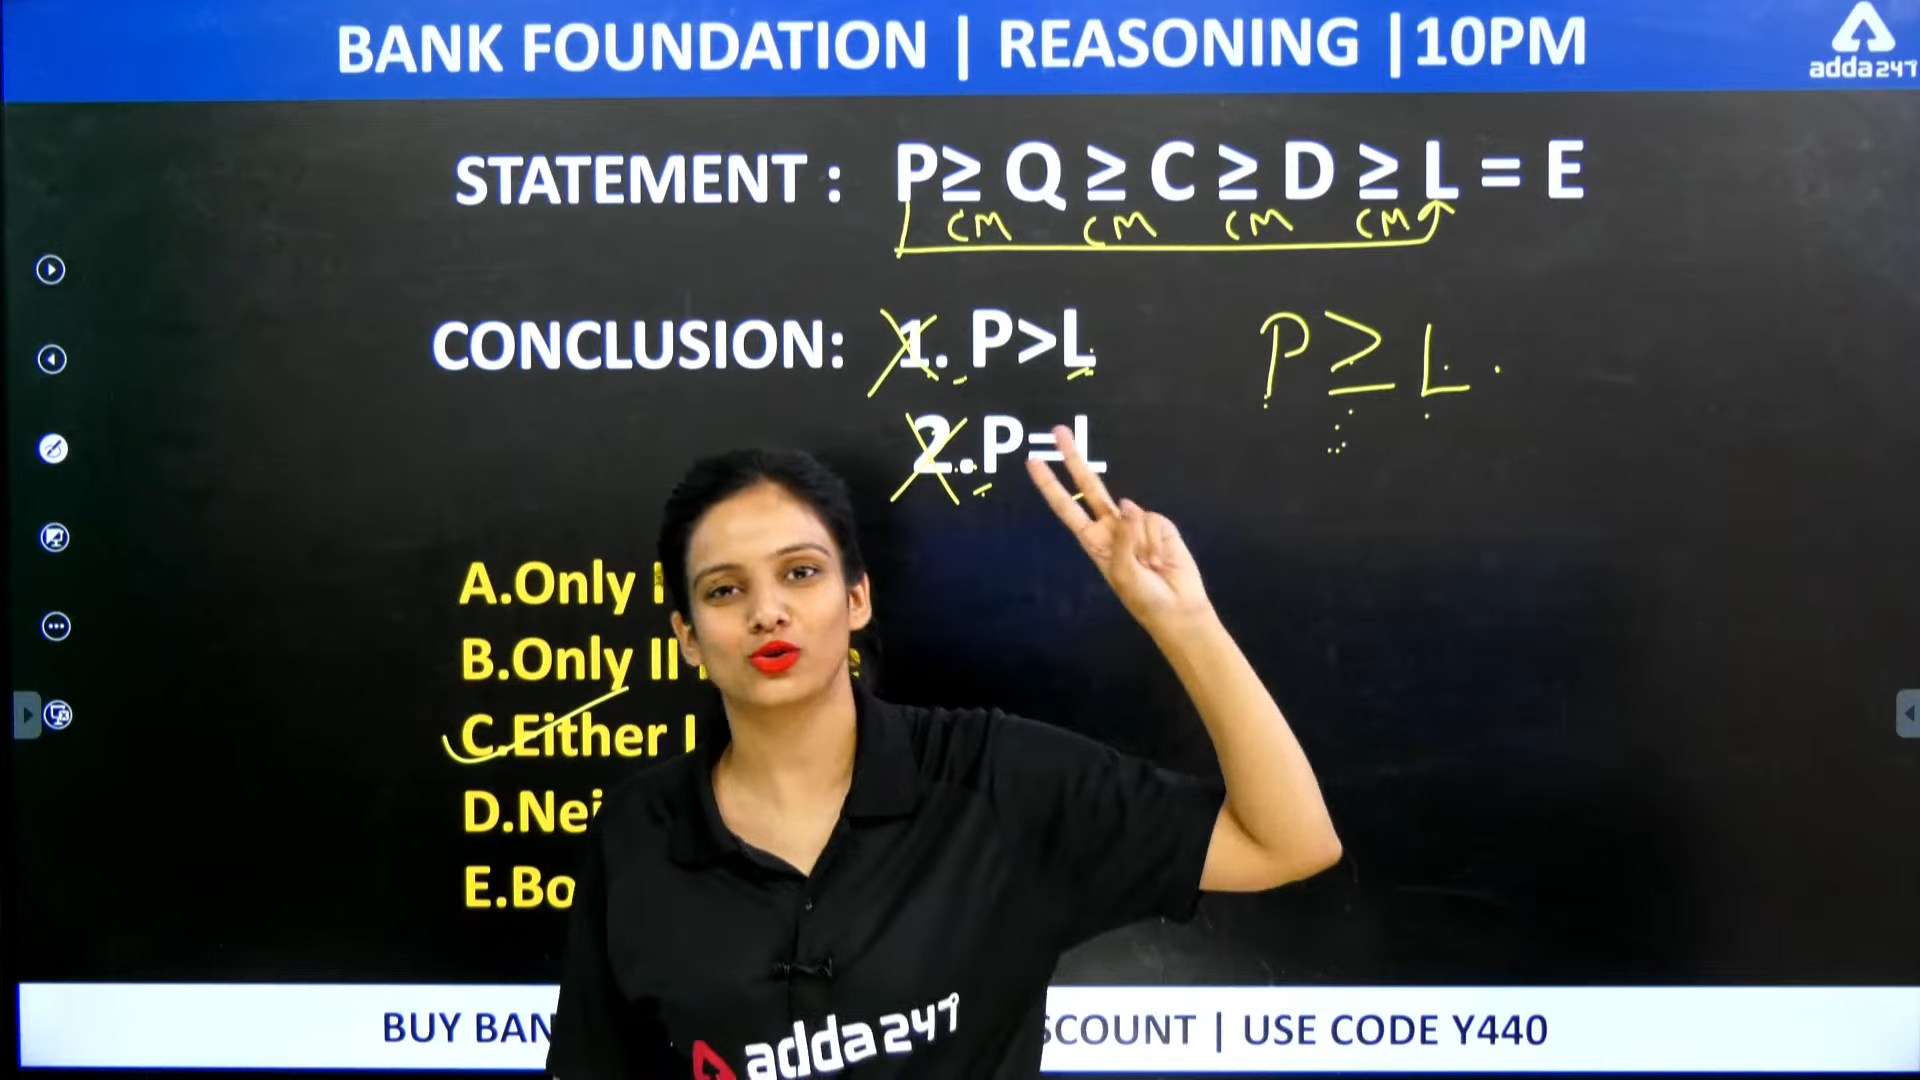 BANK FOUNDATION | REASONING |10PM
adda247
STATEMENT : P≥ Q ≥ C ≥ D ≥ L = E
CM CM CM CM
CONCLUSION: 1. P>L P ≥ L.
2.P=L
A.Only I
B.Only II
C.Either I
D.Nei
E.Bo
BUY BAN SCOUNT | USE CODE Y440
adda247